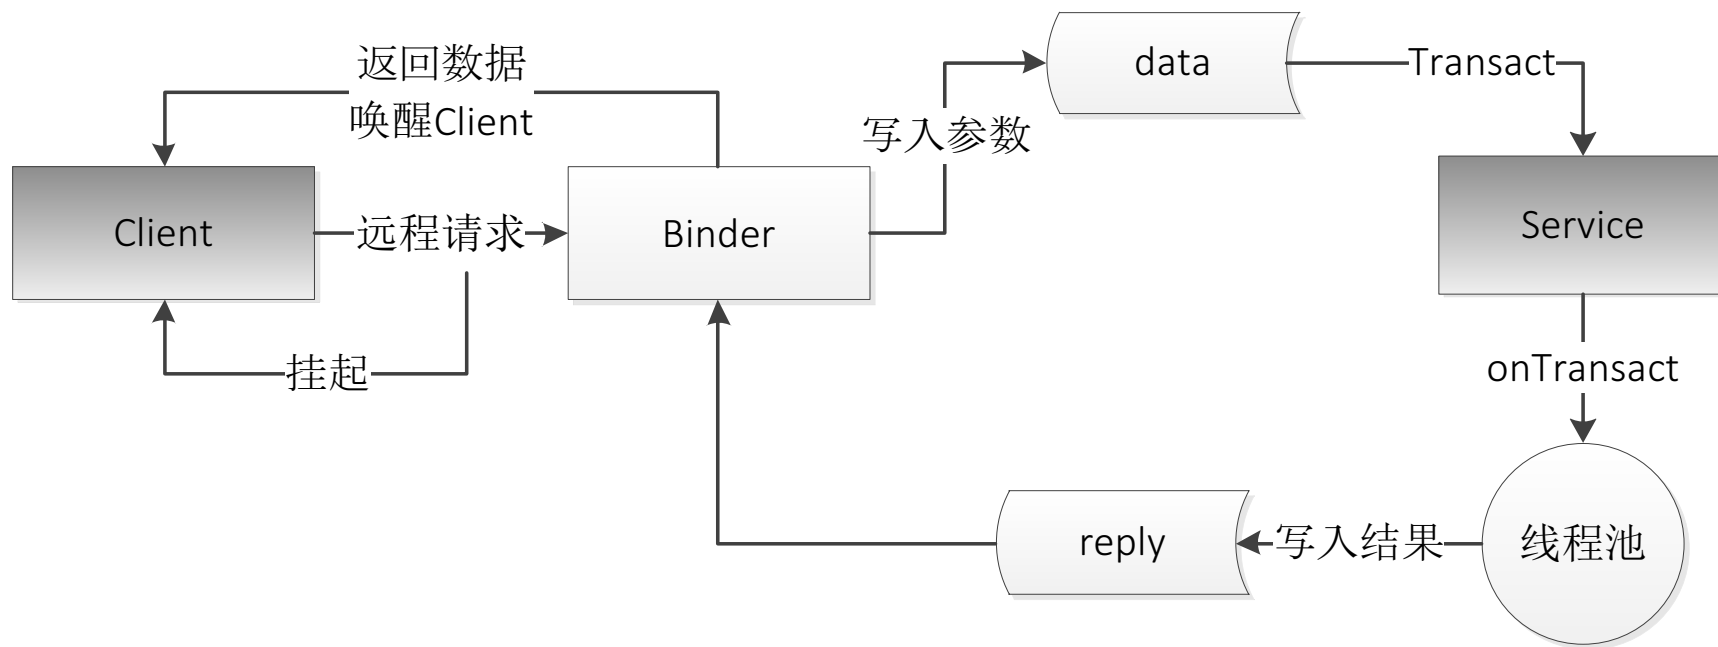 返回数据
唤醒Client
data
Transact
写入参数
Client
远程请求
Binder
Service
挂起
onTransact
reply
写入结果
线程池